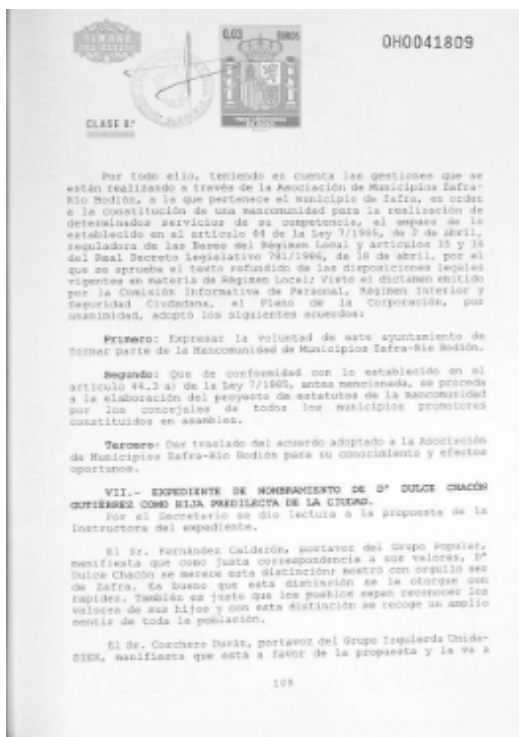 TIMBRE
DEL ESTADO
0,03 EUROS
0H0041809
CLASE 8.ª
Por todo ello, teniendo en cuenta las gestiones que se
están realizando a través de la Asociación de Municipios Zafra-
Rio Bodión, a la que pertenece el municipio de Zafra, en orden
a la constitución de una mancomunidad para la realización de
determinados servicios de su competencia, al amparo de lo
establecido en el artículo 44 de la Ley 7/1985, de 2 de abril,
reguladora de las Bases del Régimen Local y artículos 35 y 36
del Real Decreto Legislativo 781/1986, de 18 de abril, por el
que se aprueba el texto refundido de las disposiciones legales
vigentes en materia de Régimen Local; Visto el dictamen emitido
por la Comisión Informativa de Personal, Régimen Interior y
Seguridad Ciudadana, el Pleno de la Corporación, por
unanimidad, adoptó los siguientes acuerdos:
Primero: Expresar la voluntad de este ayuntamiento de
formar parte de la Mancomunidad de Municipios Zafra-Rio Bodión.
Segundo: Que de conformidad con lo establecido en el
artículo 44.3 a) de la Ley 7/1985, antes mencionada, se proceda
a la elaboración del proyecto de estatutos de la mancomunidad
por los concejales de todos los municipios promotores
constituidos en asamblea.
Tercero: Dar traslado del acuerdo adoptado a la Asociación
de Municipios Zafra-Rio Bodión para su conocimiento y efectos
oportunos.
VII.- EXPEDIENTE DE NOMBRAMIENTO DE Dª DULCE CHACÓN
GUTIÉRREZ COMO HIJA PREDILECTA DE LA CIUDAD.
Por el Secretario se dio lectura a la propuesta de la
Instructora del expediente.
El Sr. Fernández Calderón, portavoz del Grupo Popular,
manifiesta que como justa correspondencia a sus valores, Dª
Dulce Chacón se merece esta distinción; mostró con orgullo ser
de Zafra. Es bueno que esta distinción se le otorgue con
rapidez. También es justo que los pueblos sepan reconocer los
valores de sus hijos y con esta distinción se recoge un amplio
sentir de toda la población.
El Sr. Corchero Durán, portavoz del Grupo Izquierda Unida-
SIEX, manifiesta que está a favor de la propuesta y la va a
109